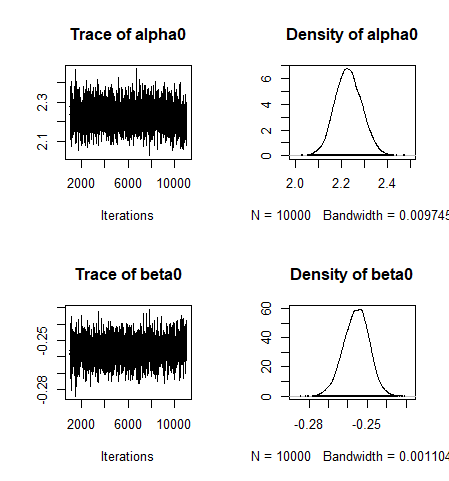 Trace of alpha0
2.1 2.3
2000 6000 10000
Iterations
Density of alpha0
0 2 4 6
2.0 2.2 2.4
N = 10000 Bandwidth = 0.009745
Trace of beta0
-0.28 -0.25
2000 6000 10000
Iterations
Density of beta0
0 20 40 60
-0.28 -0.25
N = 10000 Bandwidth = 0.001104